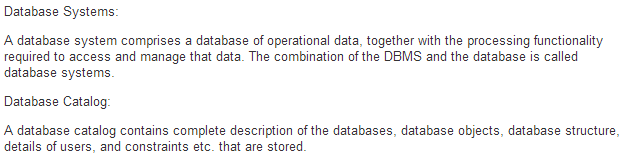 Database Systems:
A database system comprises a database of operational data, together with the processing functionality
required to access and manage that data. The combination of the DBMS and the database is called
database systems.
Database Catalog:
A database catalog contains complete description of the databases, database objects, database structure,
details of users, and constraints etc. that are stored.